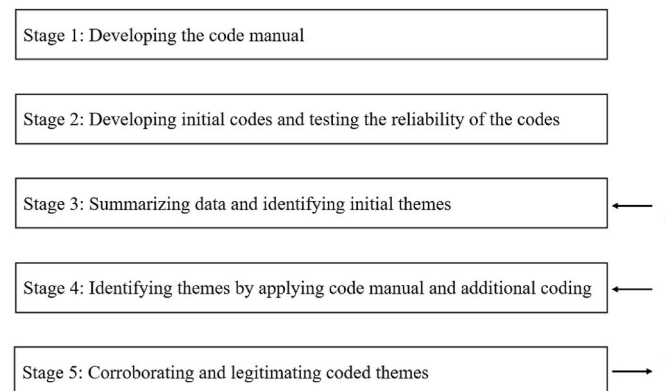 Stage 1: Developing the code manual
Stage 2: Developing initial codes and testing the reliability of the codes
Stage 3: Summarizing data and identifying initial themes
Stage 4: Identifying themes by applying code manual and additional coding
Stage 5: Corroborating and legitimating coded themes